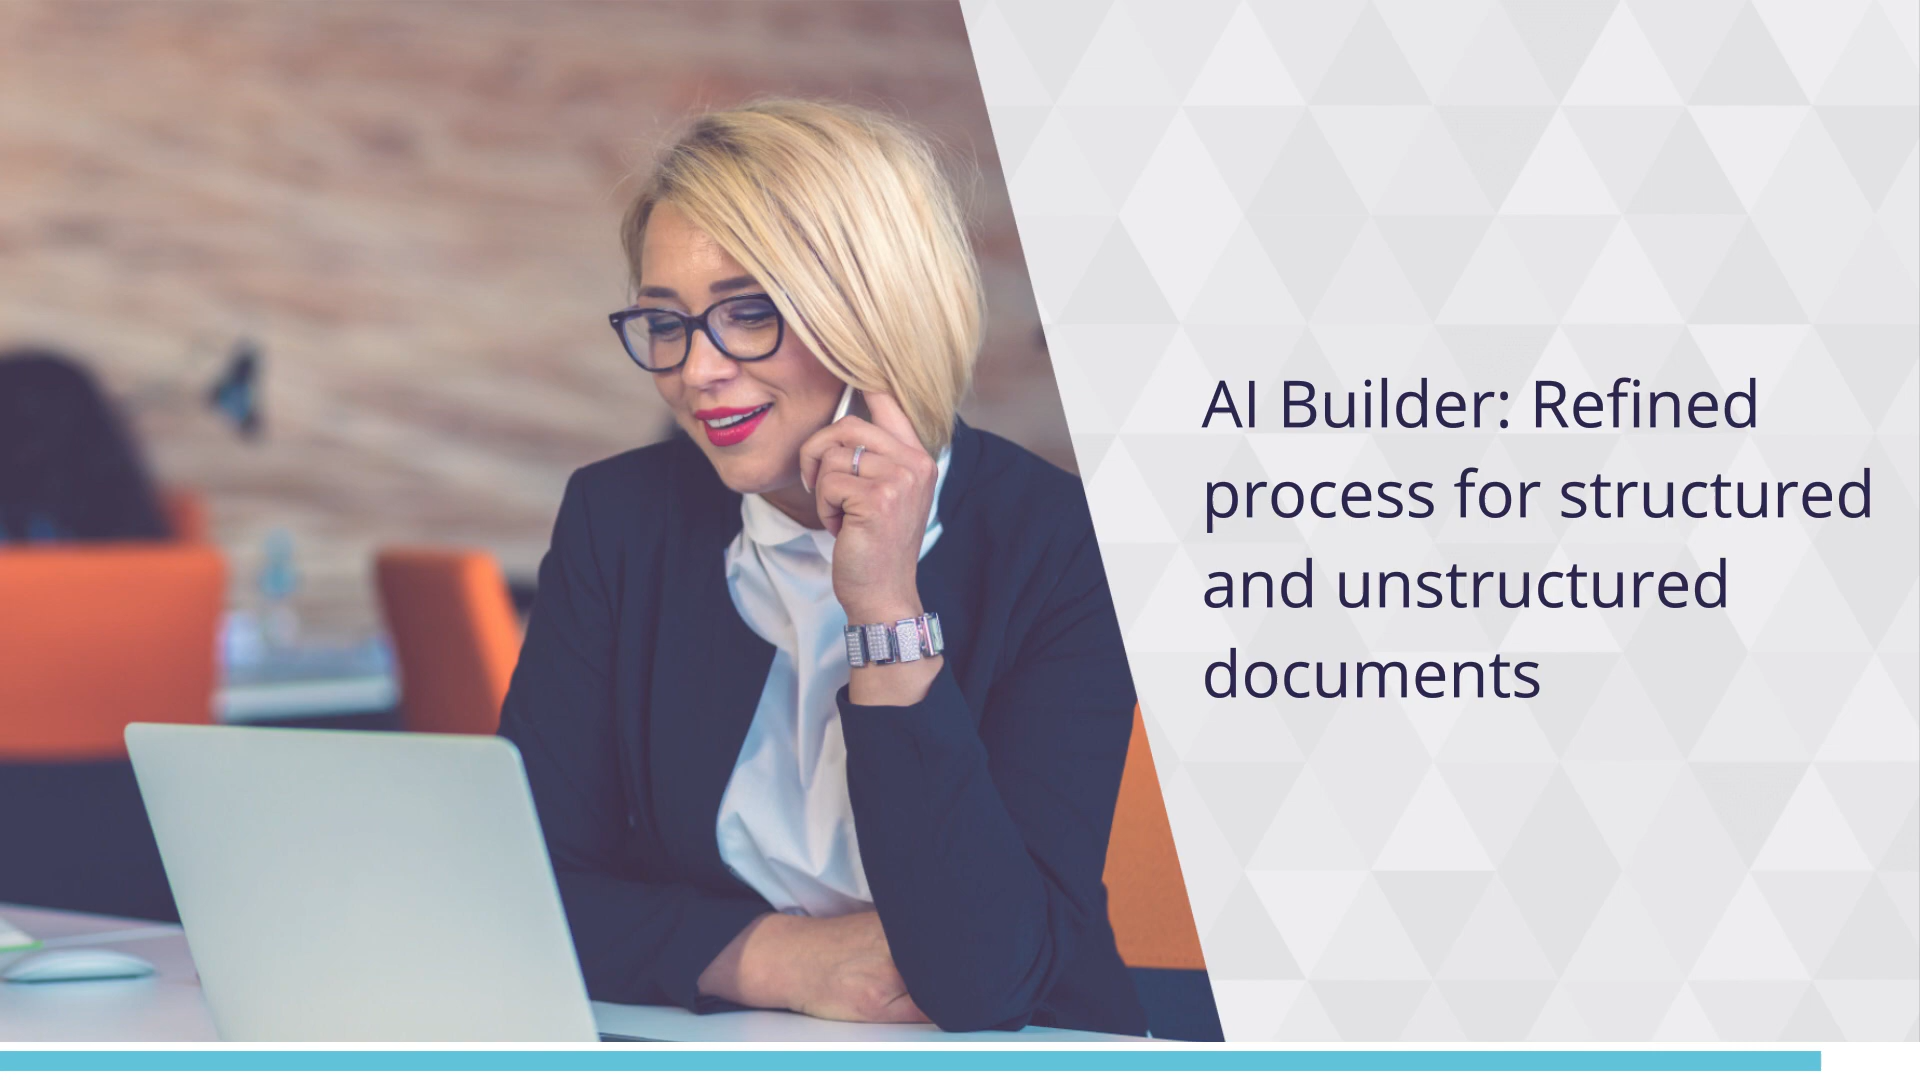 AI Builder: Refined
process for structured
and unstructured
documents